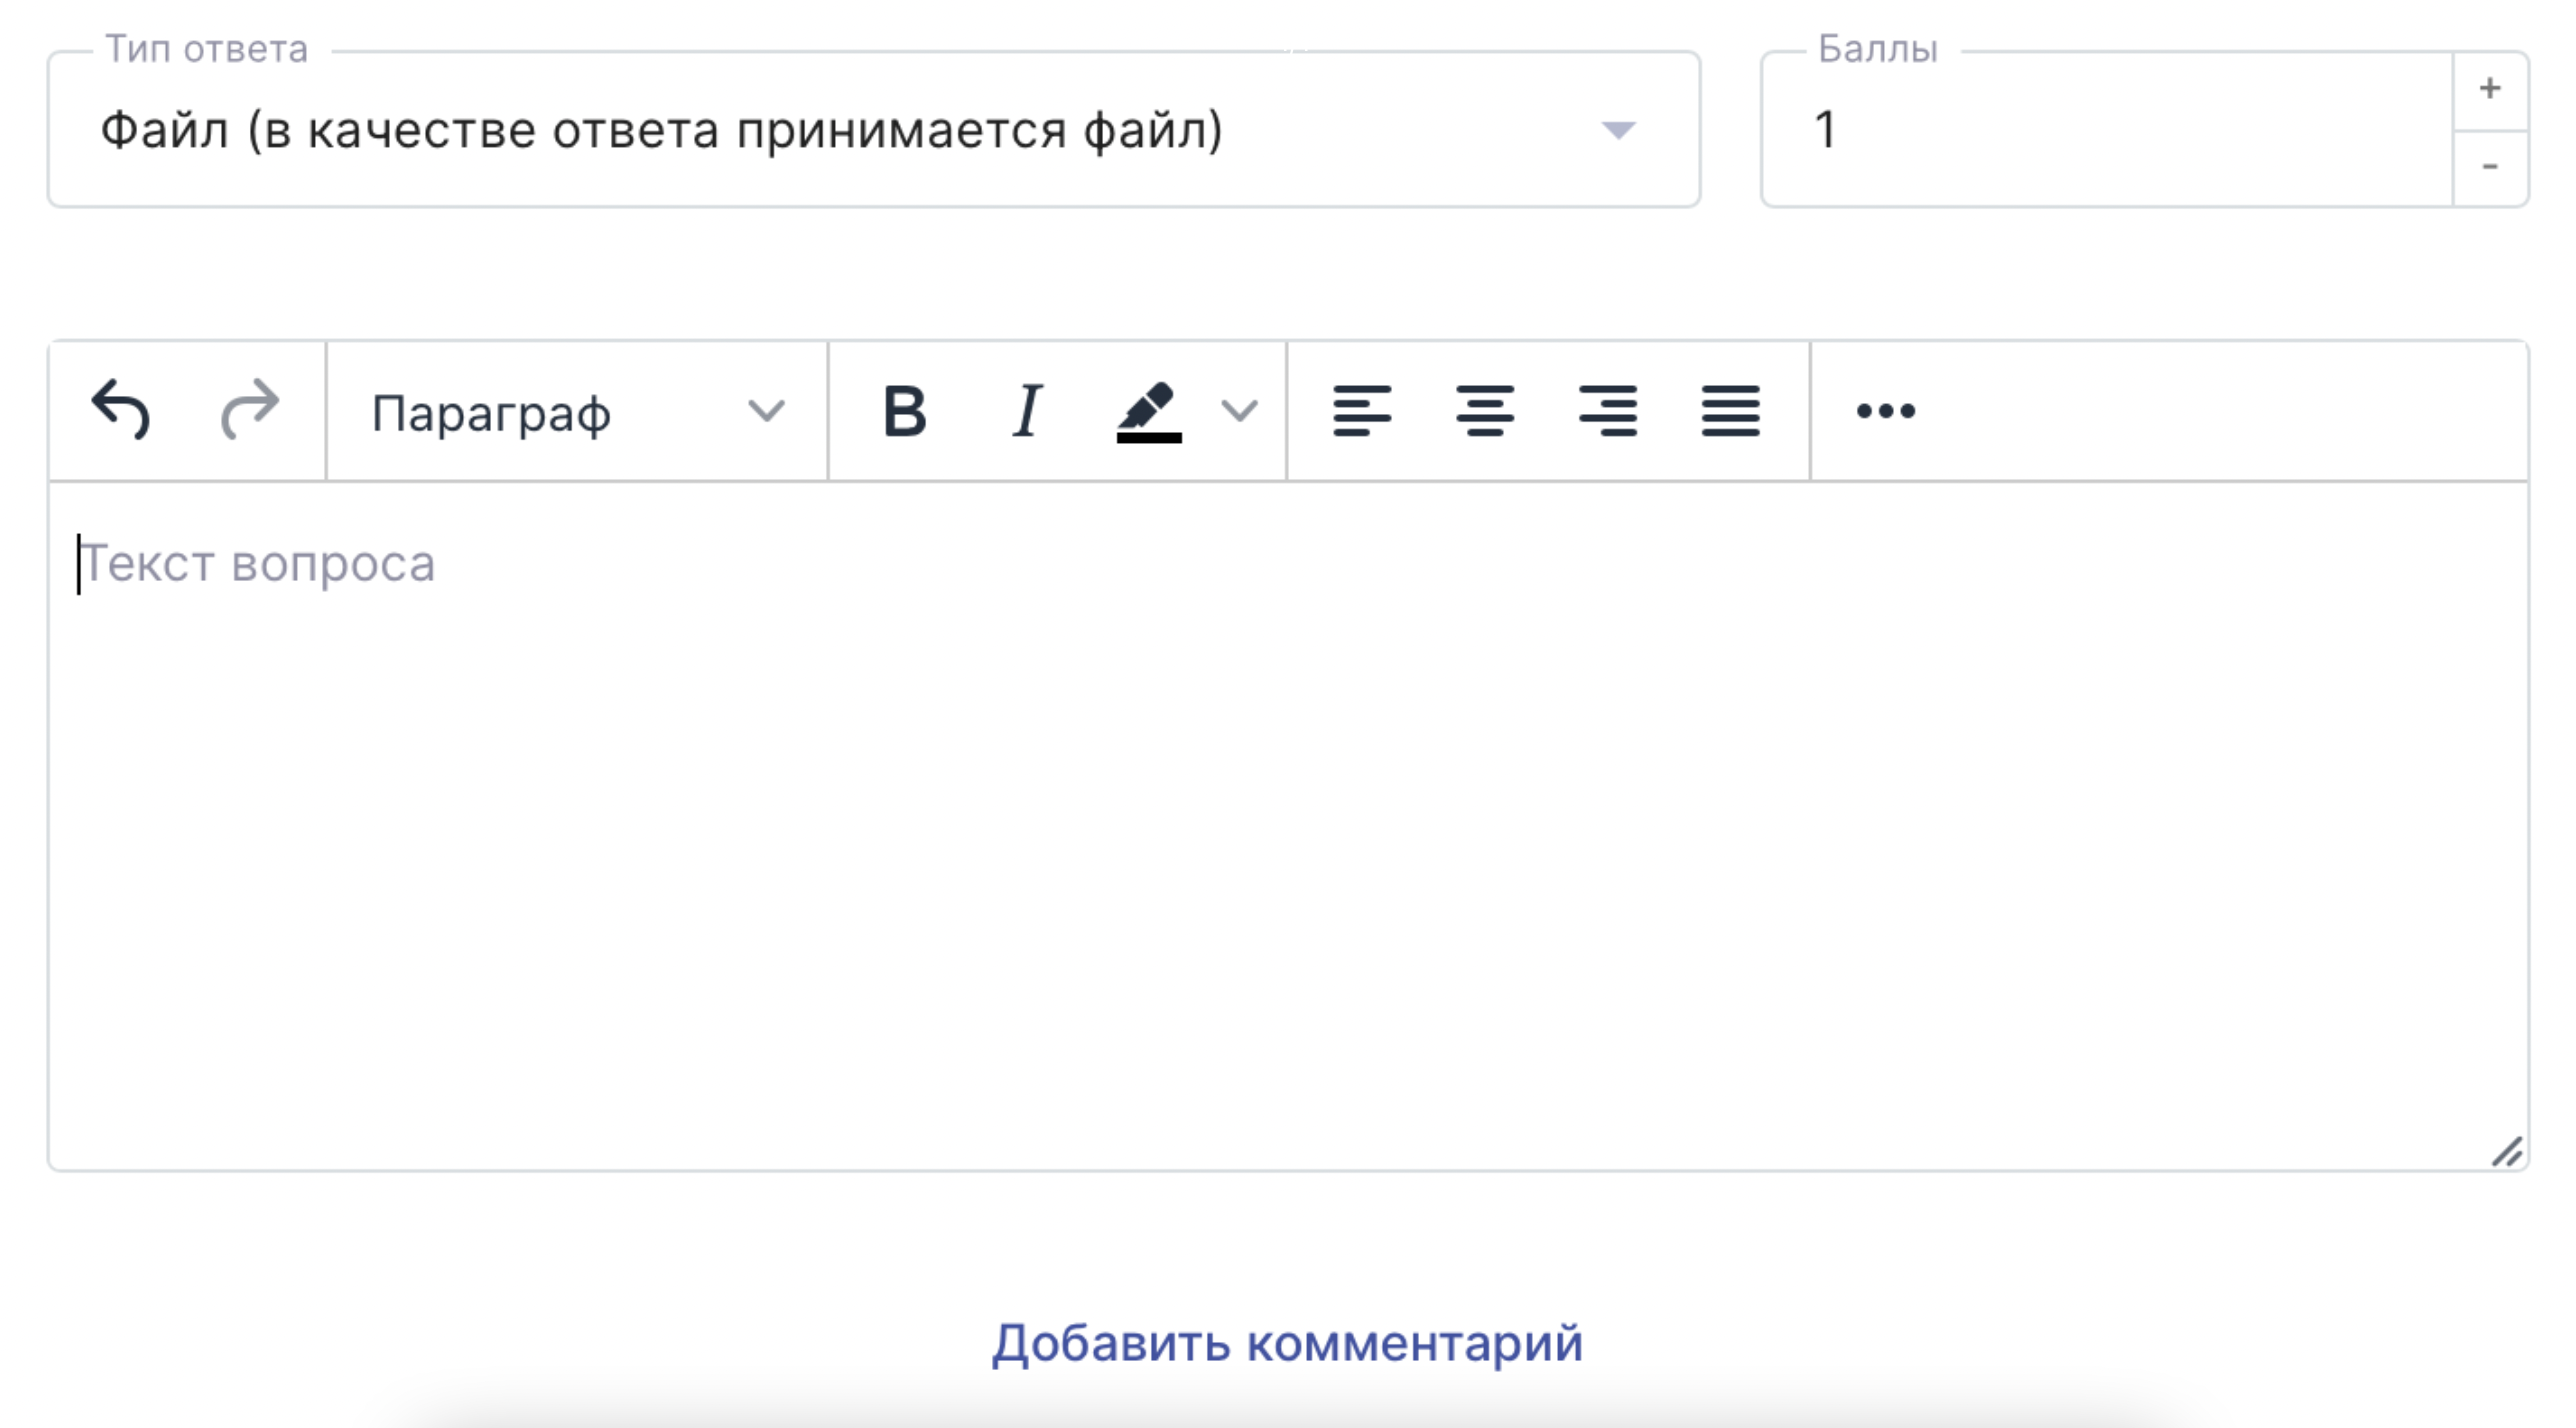 Тип ответа
Баллы
Файл (в качестве ответа принимается файл)
1
+
-
Параграф
B
I
Текст вопроса
Добавить комментарий